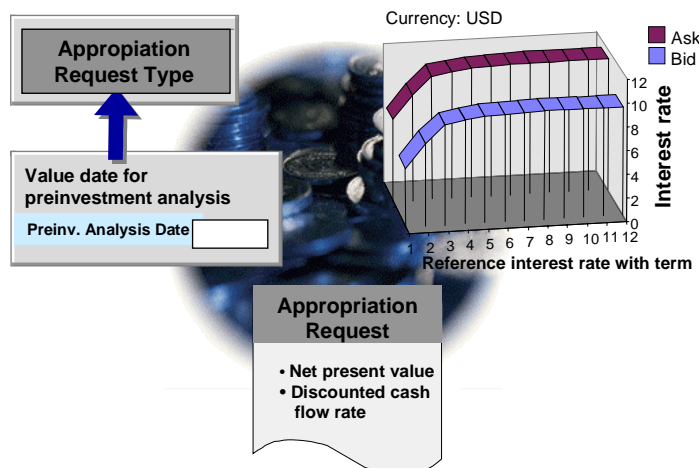 Appropiation
Request Type
Value date for
preinvestment analysis
Preinv. Analysis Date
Currency: USD
Ask
Bid
12
10
8
6
4
2
0
Interest rate
1 2 3 4 5 6 7 8 9 10 11 12
Reference interest rate with term
Appropriation
Request
• Net present value
• Discounted cash
flow rate